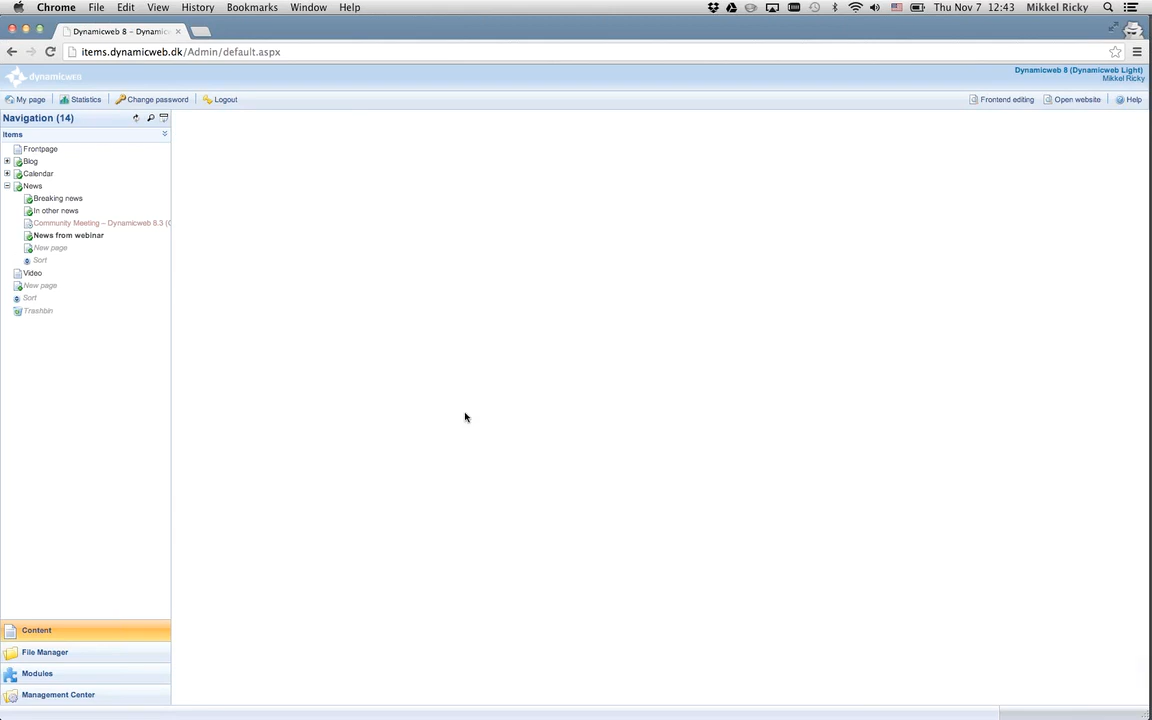 Chrome File Edit View History Bookmarks Window Help Thu Nov 7 12:43 Mikkel Ricky
Dynamicweb 8 – Dynamic
items.dynamicweb.dk/Admin/default.aspx
dynamicweb
Dynamicweb 8 (Dynamicweb Light)
Mikkel Ricky
My page Statistics Change password Logout Frontend editing Open website Help
Navigation (14)
Items
Frontpage
Blog
Calendar
News
Breaking news
In other news
Community Meeting – Dynamicweb 8.3 (
News from webinar
New page
Sort
Video
New page
Sort
Trashbin
Content
File Manager
Modules
Management Center